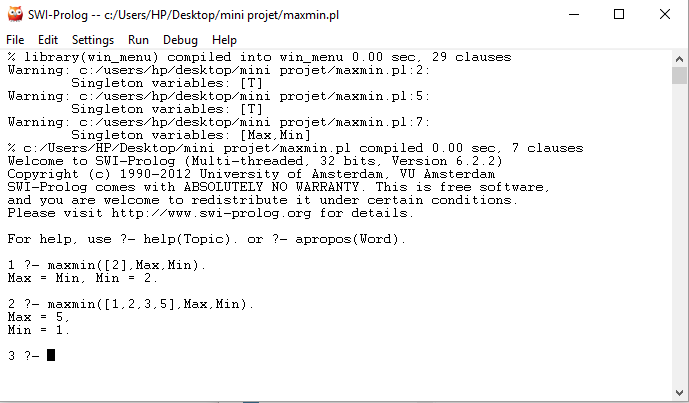 SWI-Prolog -- c:/Users/HP/Desktop/mini projet/maxmin.pl
File Edit Settings Run Debug Help
% library(win_menu) compiled into win_menu 0.00 sec, 29 clauses
Warning: c:/users/hp/desktop/mini projet/maxmin.pl:2:
Singleton variables: [T]
Warning: c:/users/hp/desktop/mini projet/maxmin.pl:5:
Singleton variables: [T]
Warning: c:/users/hp/desktop/mini projet/maxmin.pl:7:
Singleton variables: [Max,Min]
% c:/Users/HP/Desktop/mini projet/maxmin.pl compiled 0.00 sec, 7 clauses
Welcome to SWI-Prolog (Multi-threaded, 32 bits, Version 6.2.2)
Copyright (c) 1990-2012 University of Amsterdam, VU Amsterdam
SWI-Prolog comes with ABSOLUTELY NO WARRANTY. This is free software,
and you are welcome to redistribute it under certain conditions.
Please visit http://www.swi-prolog.org for details.
For help, use ?- help(Topic). or ?- apropos(Word).
1 ?- maxmin([2],Max,Min).
Max = Min, Min = 2.
2 ?- maxmin([1,2,3,5],Max,Min).
Max = 5,
Min = 1.
3 ?-